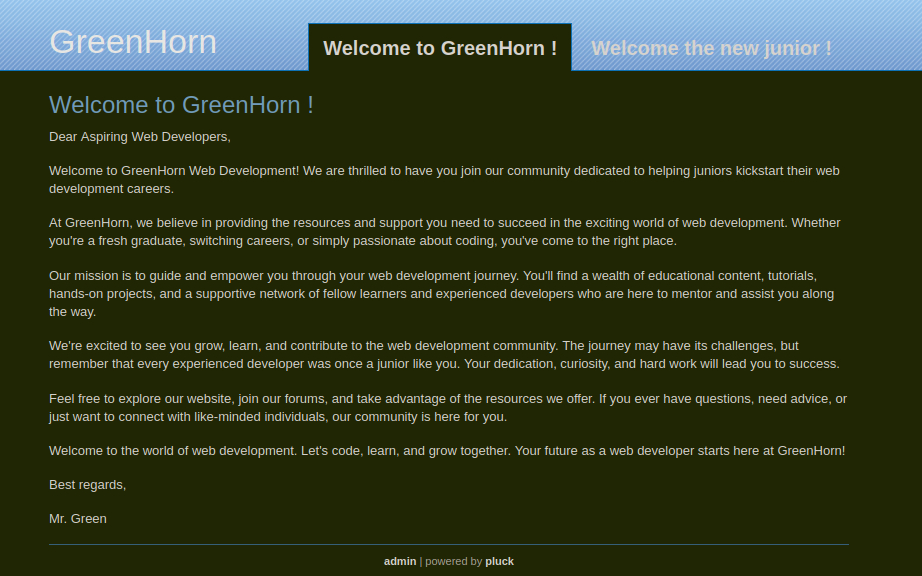 GreenHorn
Welcome to GreenHorn !
Welcome the new junior !
Welcome to GreenHorn !
Dear Aspiring Web Developers,
Welcome to GreenHorn Web Development! We are thrilled to have you join our community dedicated to helping juniors kickstart their web
development careers.
At GreenHorn, we believe in providing the resources and support you need to succeed in the exciting world of web development. Whether
you're a fresh graduate, switching careers, or simply passionate about coding, you've come to the right place.
Our mission is to guide and empower you through your web development journey. You'll find a wealth of educational content, tutorials,
hands-on projects, and a supportive network of fellow learners and experienced developers who are here to mentor and assist you along
the way.
We're excited to see you grow, learn, and contribute to the web development community. The journey may have its challenges, but
remember that every experienced developer was once a junior like you. Your dedication, curiosity, and hard work will lead you to success.
Feel free to explore our website, join our forums, and take advantage of the resources we offer. If you ever have questions, need advice, or
just want to connect with like-minded individuals, our community is here for you.
Welcome to the world of web development. Let's code, learn, and grow together. Your future as a web developer starts here at GreenHorn!
Best regards,
Mr. Green
admin | powered by pluck